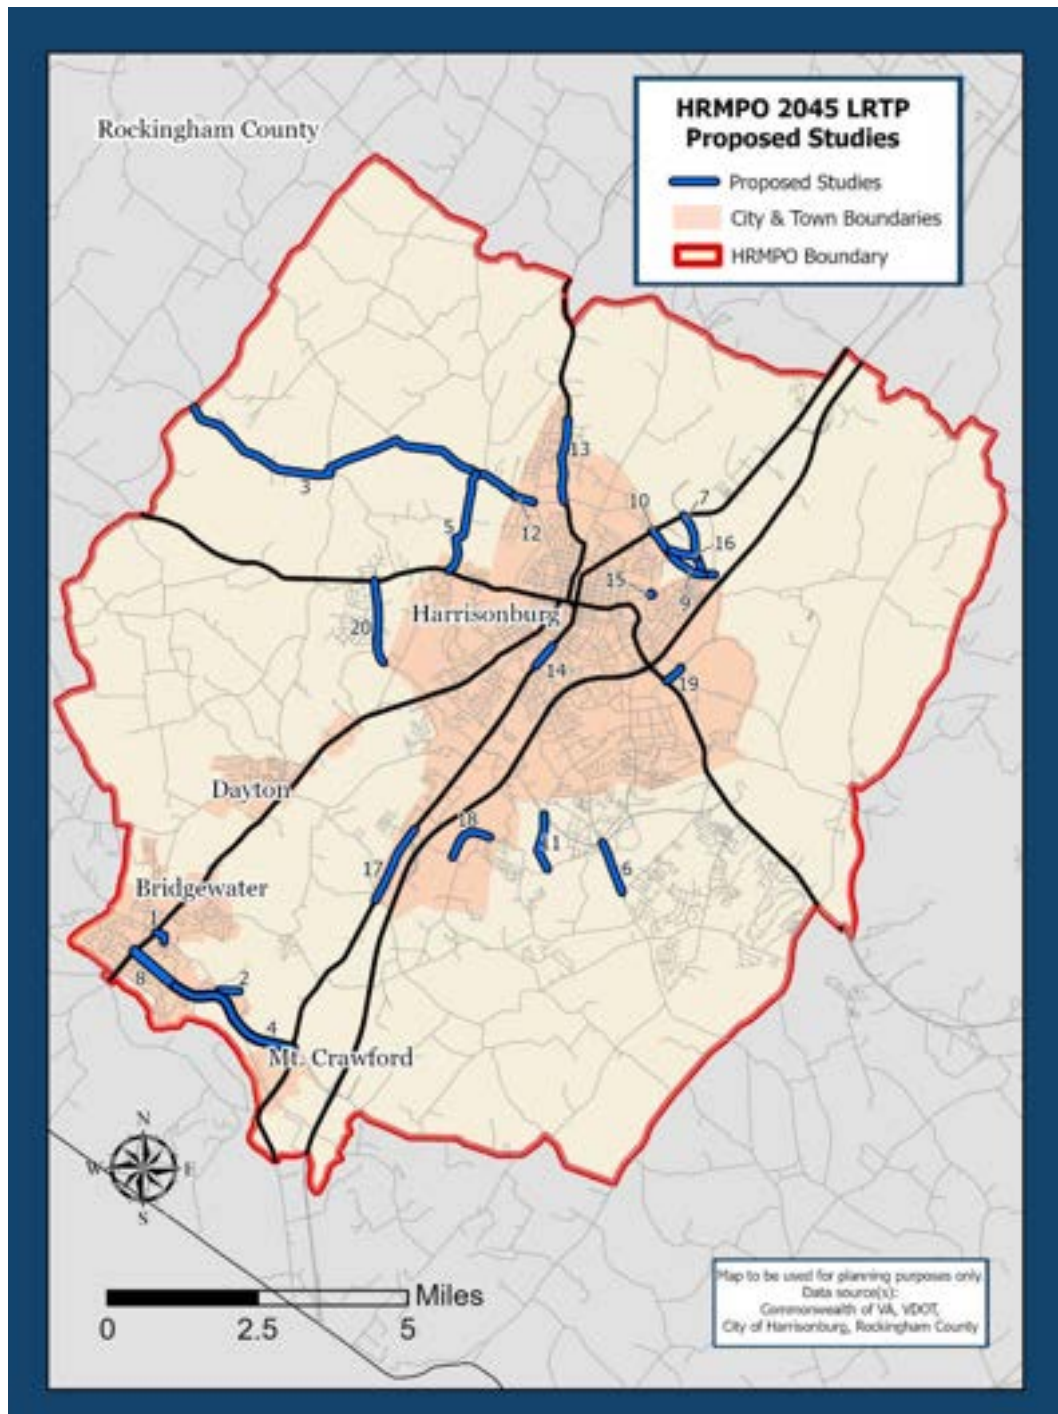 HRMPO 2045 LRTP
Proposed Studies
Proposed Studies
City & Town Boundaries
HRMPO Boundary
Rockingham County
13
3
10
7
12
5
16
15
9
Harrisonburg
20
14
19
Dayton
18
11
17
6
Bridgewater
1
8
2
4
Mt. Crawford
N
W
E
S
Miles
0
2.5
5
Map to be used for planning purposes only.
Data source(s):
Commonwealth of VA, VDOT,
City of Harrisonburg, Rockingham County